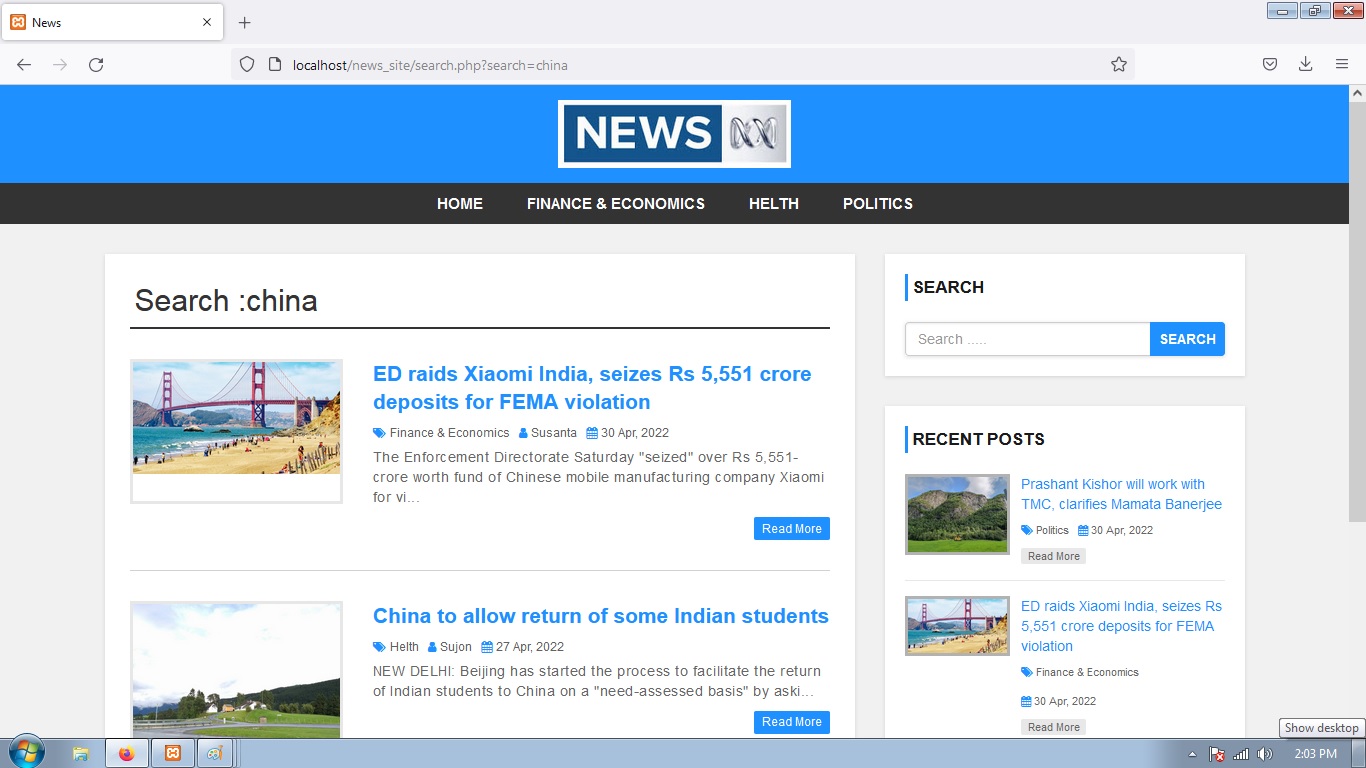 News
localhost/news_site/search.php?search=china
NEWS
HOME FINANCE & ECONOMICS HELTH POLITICS
Search :china
ED raids Xiaomi India, seizes Rs 5,551 crore
deposits for FEMA violation
Finance & Economics Susanta 30 Apr, 2022
The Enforcement Directorate Saturday "seized" over Rs 5,551-
crore worth fund of Chinese mobile manufacturing company Xiaomi
for vi...
Read More
China to allow return of some Indian students
Helth Sujon 27 Apr, 2022
NEW DELHI: Beijing has started the process to facilitate the return
of Indian students to China on a "need-assessed basis" by aski...
Read More
SEARCH
Search .....
SEARCH
RECENT POSTS
Prashant Kishor will work with
TMC, clarifies Mamata Banerjee
Politics 30 Apr, 2022
Read More
ED raids Xiaomi India, seizes Rs
5,551 crore deposits for FEMA
violation
Finance & Economics
30 Apr, 2022
Read More
Show desktop
2:03 PM